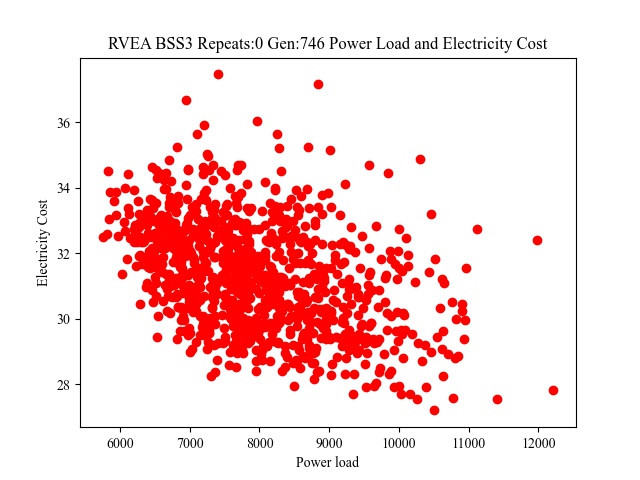 RVEA BSS3 Repeats:0 Gen:746 Power Load and Electricity Cost
Electricity Cost
36
34
32
30
28
6000 7000 8000 9000 10000 11000 12000
Power load